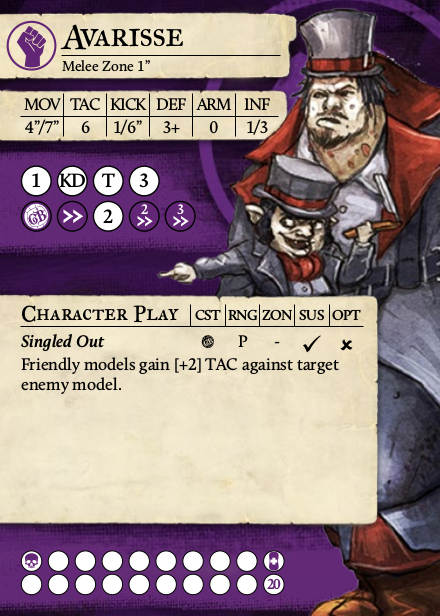 AVARISSE
Melee Zone 1"
MOV TAC KICK DEF ARM INF
4"/7" 6 1/6" 3+ 0 1/3
1 KD T 3
GB >> 2 2 >> 3 >>
CHARACTER PLAY CST RNG ZON SUS OPT
Singled Out GB P - ✓ ✗
Friendly models gain [+2] TAC against target
enemy model.
20